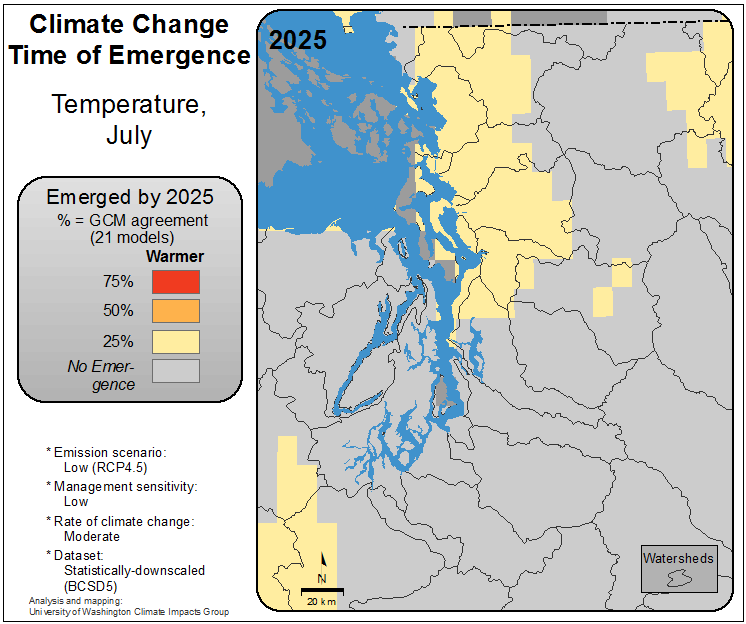 Climate Change
Time of Emergence
Temperature,
July
Emerged by 2025
% = GCM agreement
(21 models)
Warmer
75%
50%
25%
No Emer-
gence
* Emission scenario:
Low (RCP4.5)
* Management sensitivity:
Low
* Rate of climate change:
Moderate
* Dataset:
Statistically-downscaled
(BCSD5)
Analysis and mapping:
University of Washington Climate Impacts Group
2025
N
20 km
Watersheds